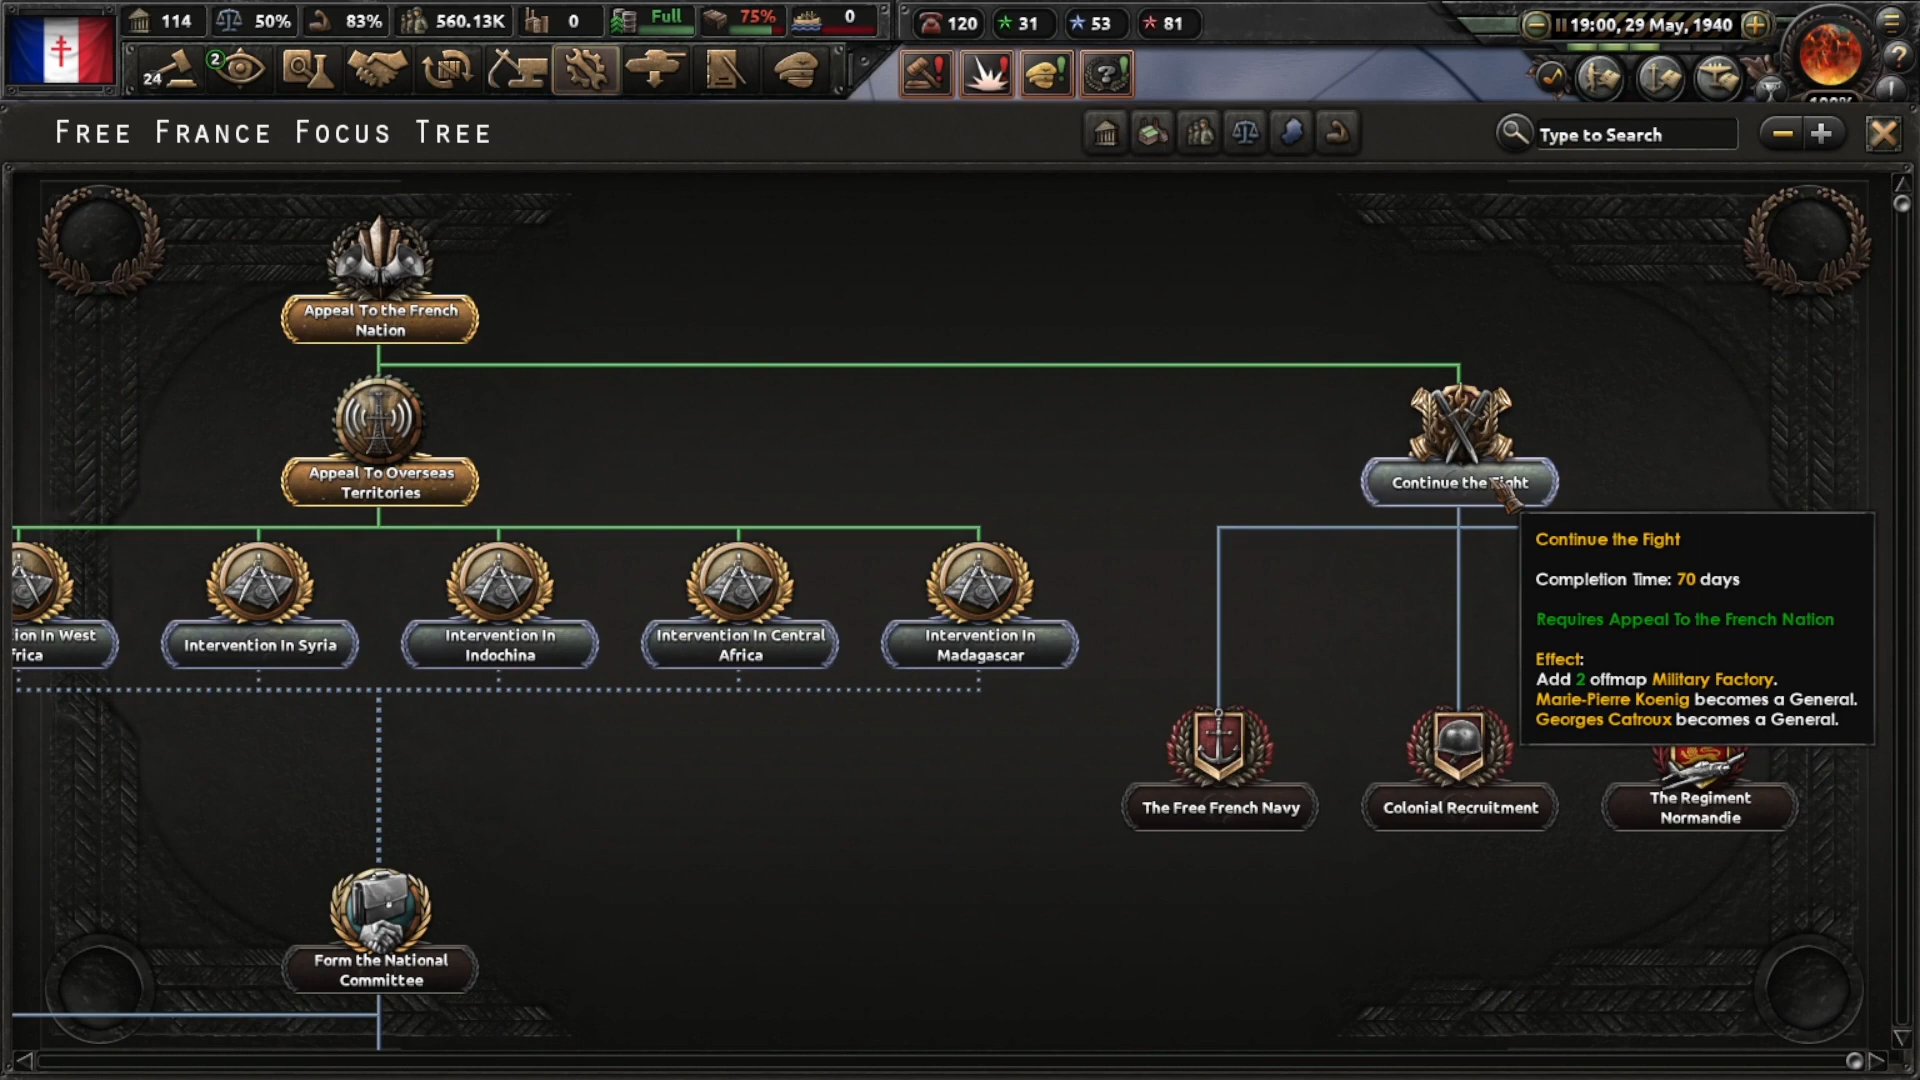 114
50%
83%
560.13K
0
Full
75%
0
120
31
53
81
19:00, 29 May, 1940
24
2
Free France Focus Tree
Type to Search
Appeal To the French
Nation
Appeal To Overseas
Territories
Continue the Fight
Continue the Fight
Completion Time: 70 days
Requires Appeal To the French Nation
Effect:
Add 2 offmap Military Factory.
Marie-Pierre Koenig becomes a General.
Georges Catroux becomes a General.
ion In West
frica
Intervention In Syria
Intervention In
Indochina
Intervention In Central
Africa
Intervention In
Madagascar
The Free French Navy
Colonial Recruitment
The Regiment
Normandie
Form the National
Committee